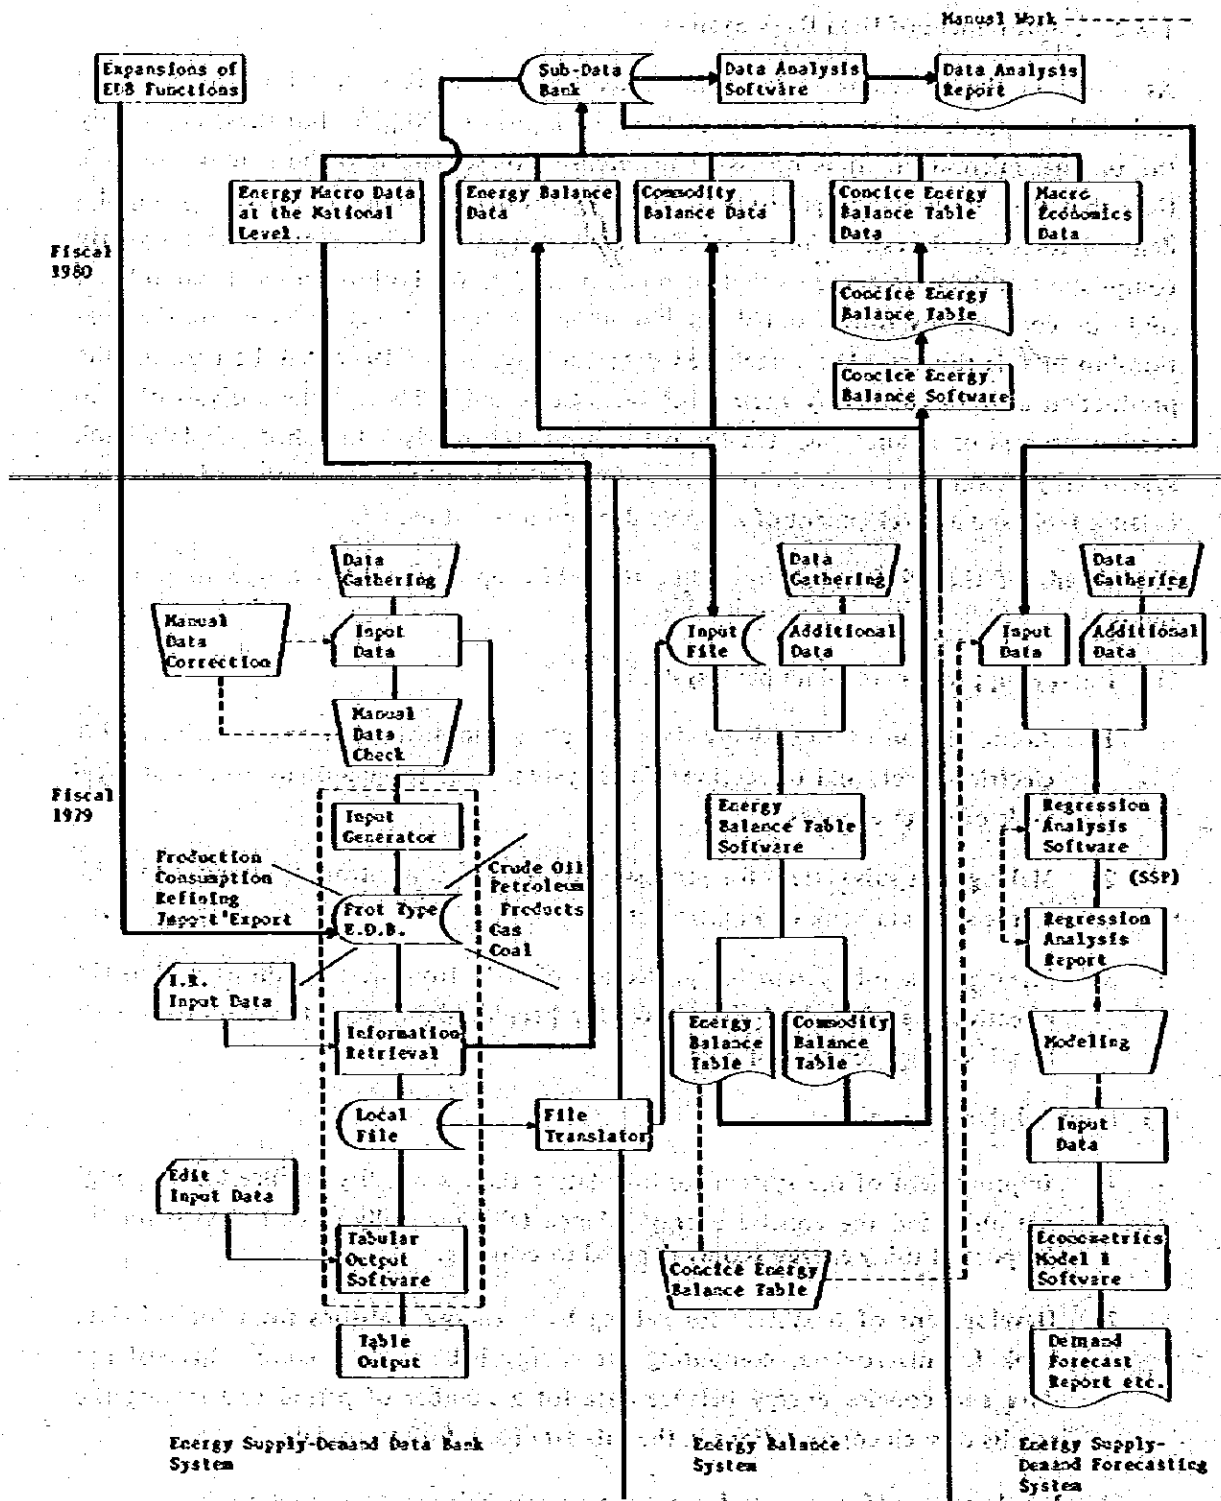 Manual Work
Expansions of
EDB Functions
Sub-Data
Bank
Data Analysis
Software
Data Analysis
Report
Energy Macro Data
at the National
Level
Energy Balance
Data
Commodity
Balance Data
Concice Energy
Balance Table
Data
Macro
Economics
Data
Fiscal
1980
Concice Energy
Balance Table
Concice Energy
Balance Software
Data
Gathering
Manual
Data
Correction
Input
Data
Manual
Data
Check
Fiscal
1979
Input
Generator
Production
Consumption
Refining
Import Export
Prot Type
E.D.B.
Crude Oil
Petroleum
Products
Gas
Coal
I.R.
Input Data
Information
Retrieval
Local
File
File
Translator
Edit
Input Data
Tabular
Output
Software
Table
Output
Energy Supply-Demand Data Bank
System
Data
Gathering
Input
File
Additional
Data
Energy
Balance Table
Software
Energy
Balance
Table
Commodity
Balance
Table
Concice Energy
Balance Table
Energy Balance
System
Data
Gathering
Input
Data
Additional
Data
Regression
Analysis
Software
(SSP)
Regression
Analysis
Report
Modeling
Input
Data
Econometrics
Model &
Software
Demand
Forecast
Report etc.
Energy Supply-
Demand Forecasting
System